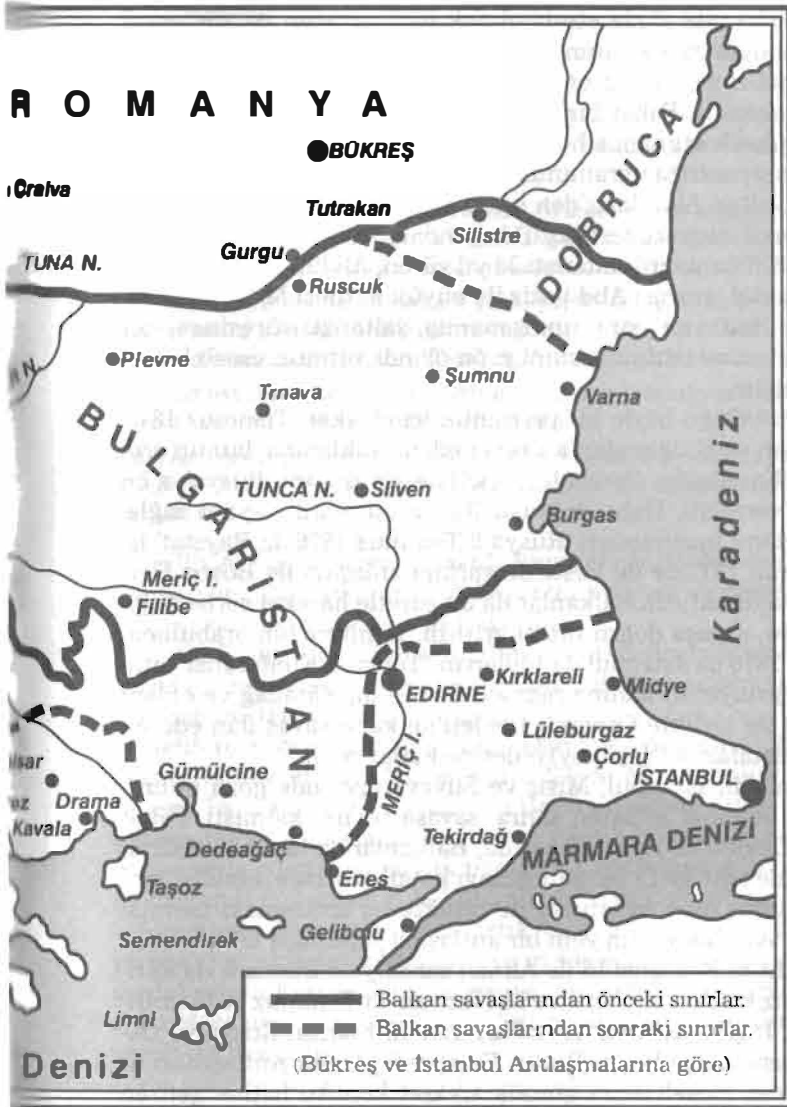 ROMANYA
BÜKREŞ
Craiva
DOBRUCA
Tutrakan
Silistre
Gurgu
TUNA N.
Ruscuk
Plevne
Şumnu
Trnava
Varna
BULGARİSTAN
Karadeniz
TUNCA N.
Sliven
Burgas
Meriç I.
Filibe
EDİRNE
Kırklareli
Midye
Lüleburgaz
MERİÇ I.
Çorlu
Gümülcine
İSTANBUL
Drama
Kavala
Dedeağaç
Tekirdağ
MARMARA DENİZİ
Enes
Taşoz
Semendirek
Gelibolu
Limni
Balkan savaşlarından önceki sınırlar.
Balkan savaşlarından sonraki sınırlar.
Denizi
(Bükreş ve İstanbul Antlaşmalarına göre)